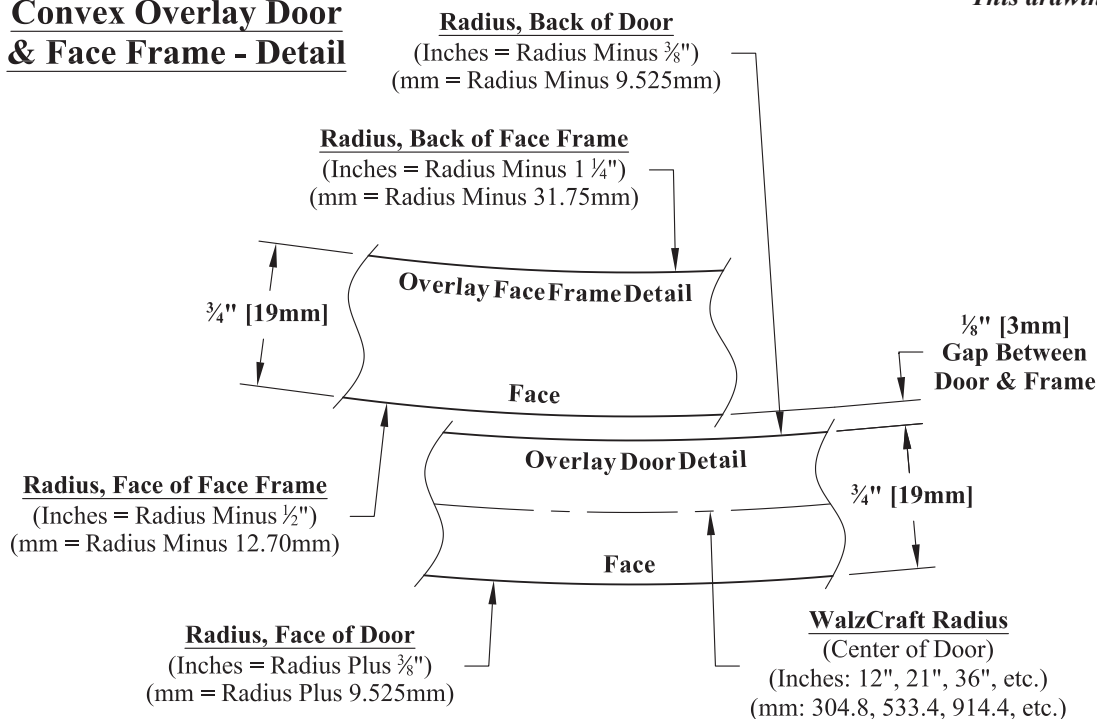 Convex Overlay Door
& Face Frame - Detail
This drawin
Radius, Back of Door
(Inches = Radius Minus ⅜")
(mm = Radius Minus 9.525mm)
Radius, Back of Face Frame
(Inches = Radius Minus 1 ¼")
(mm = Radius Minus 31.75mm)
Overlay Face Frame Detail
¾" [19mm]
Face
⅛" [3mm]
Gap Between
Door & Frame
Overlay Door Detail
¾" [19mm]
Face
Radius, Face of Face Frame
(Inches = Radius Minus ½")
(mm = Radius Minus 12.70mm)
Radius, Face of Door
(Inches = Radius Plus ⅜")
(mm = Radius Plus 9.525mm)
WalzCraft Radius
(Center of Door)
(Inches: 12", 21", 36", etc.)
(mm: 304.8, 533.4, 914.4, etc.)